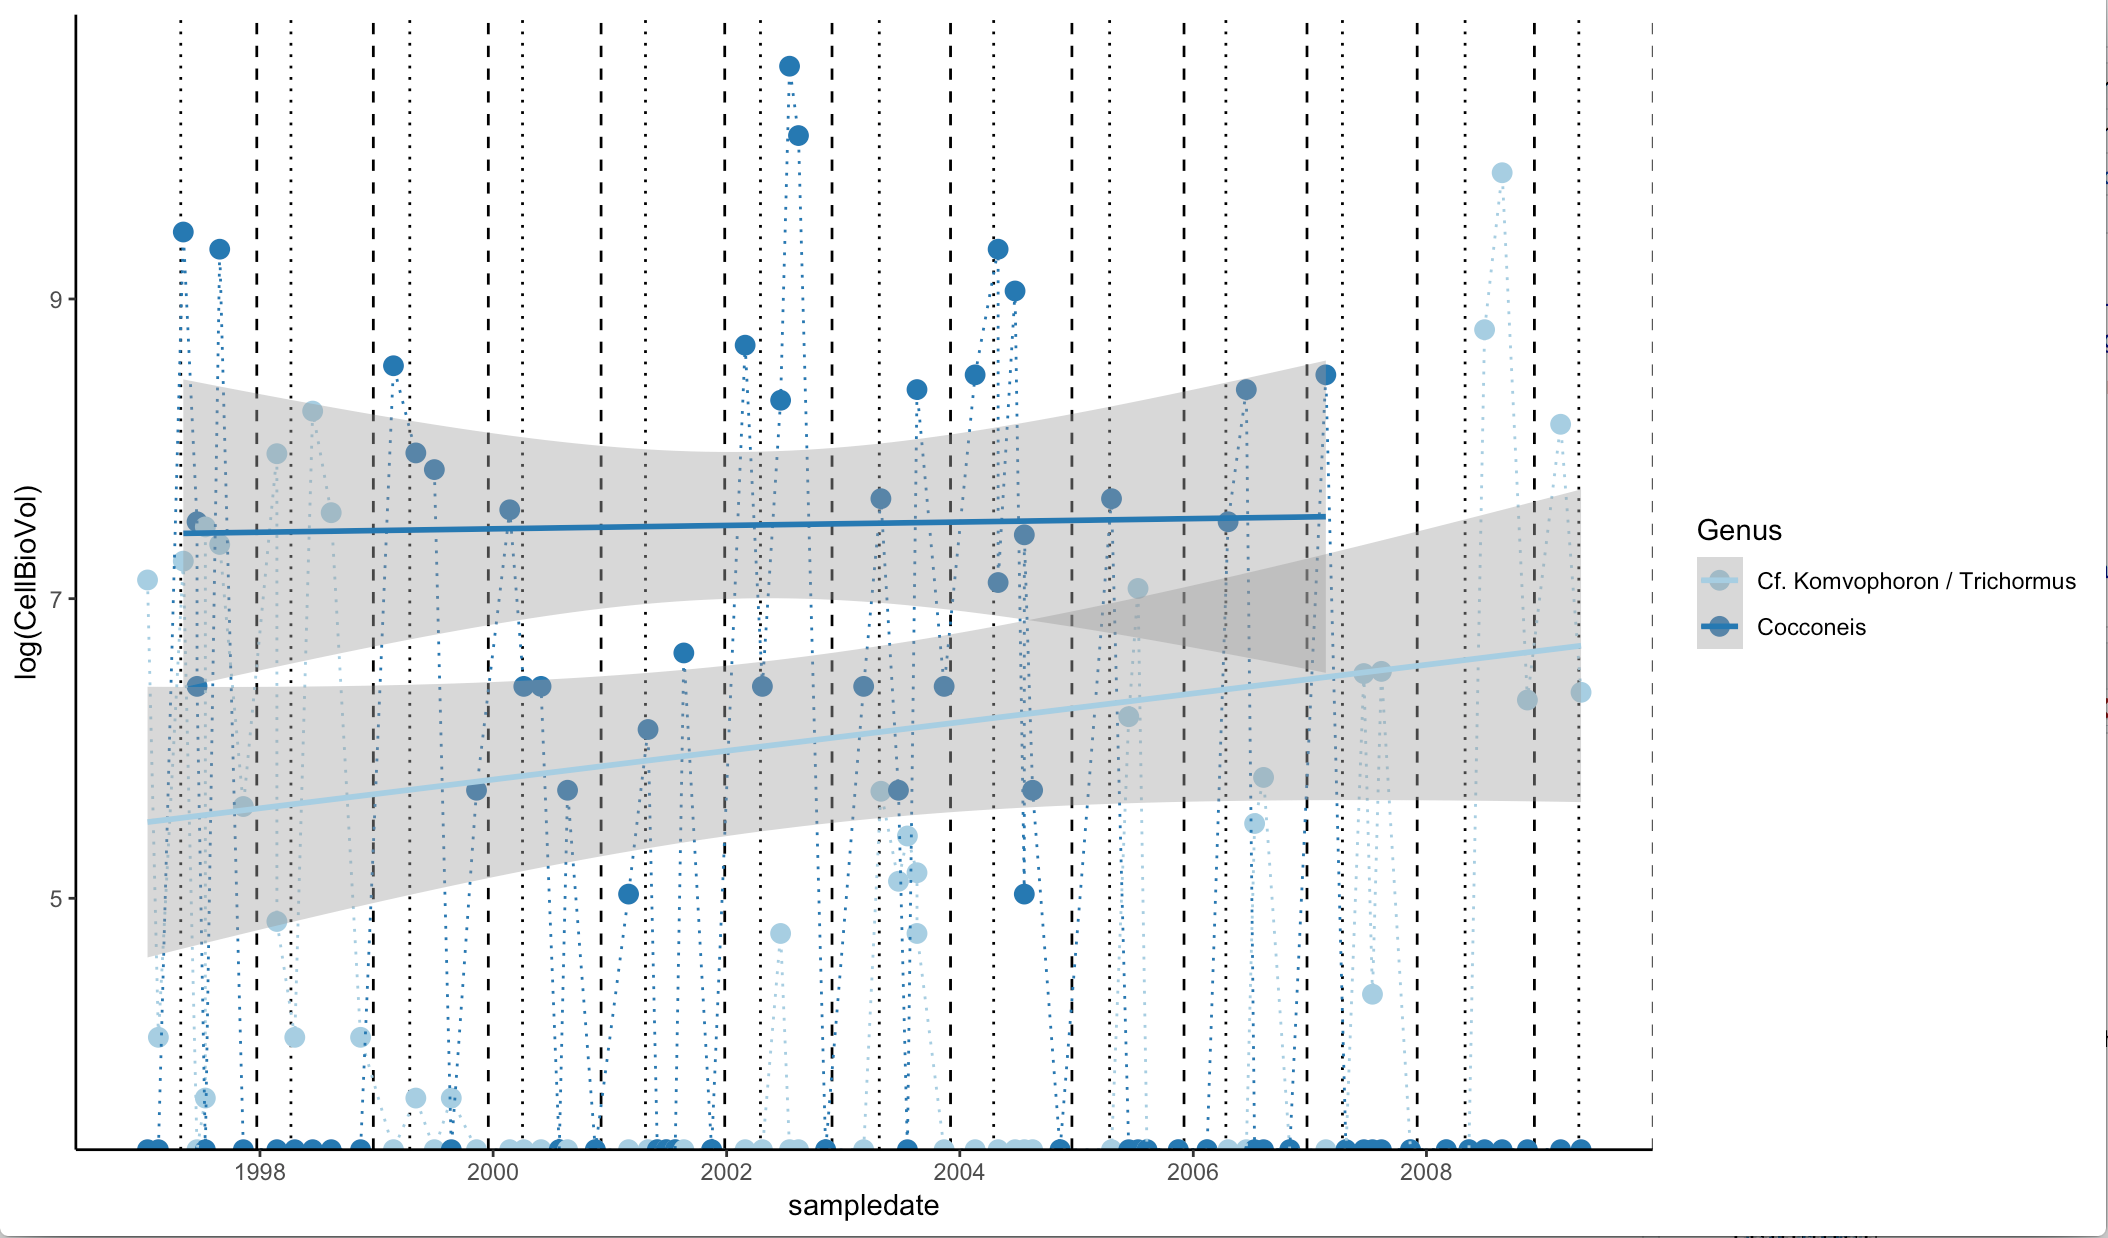 log(CellBioVol)
9
7
5
1998 2000 2002 2004 2006 2008
sampledate
Genus
Cf. Komvophoron / Trichormus
Cocconeis